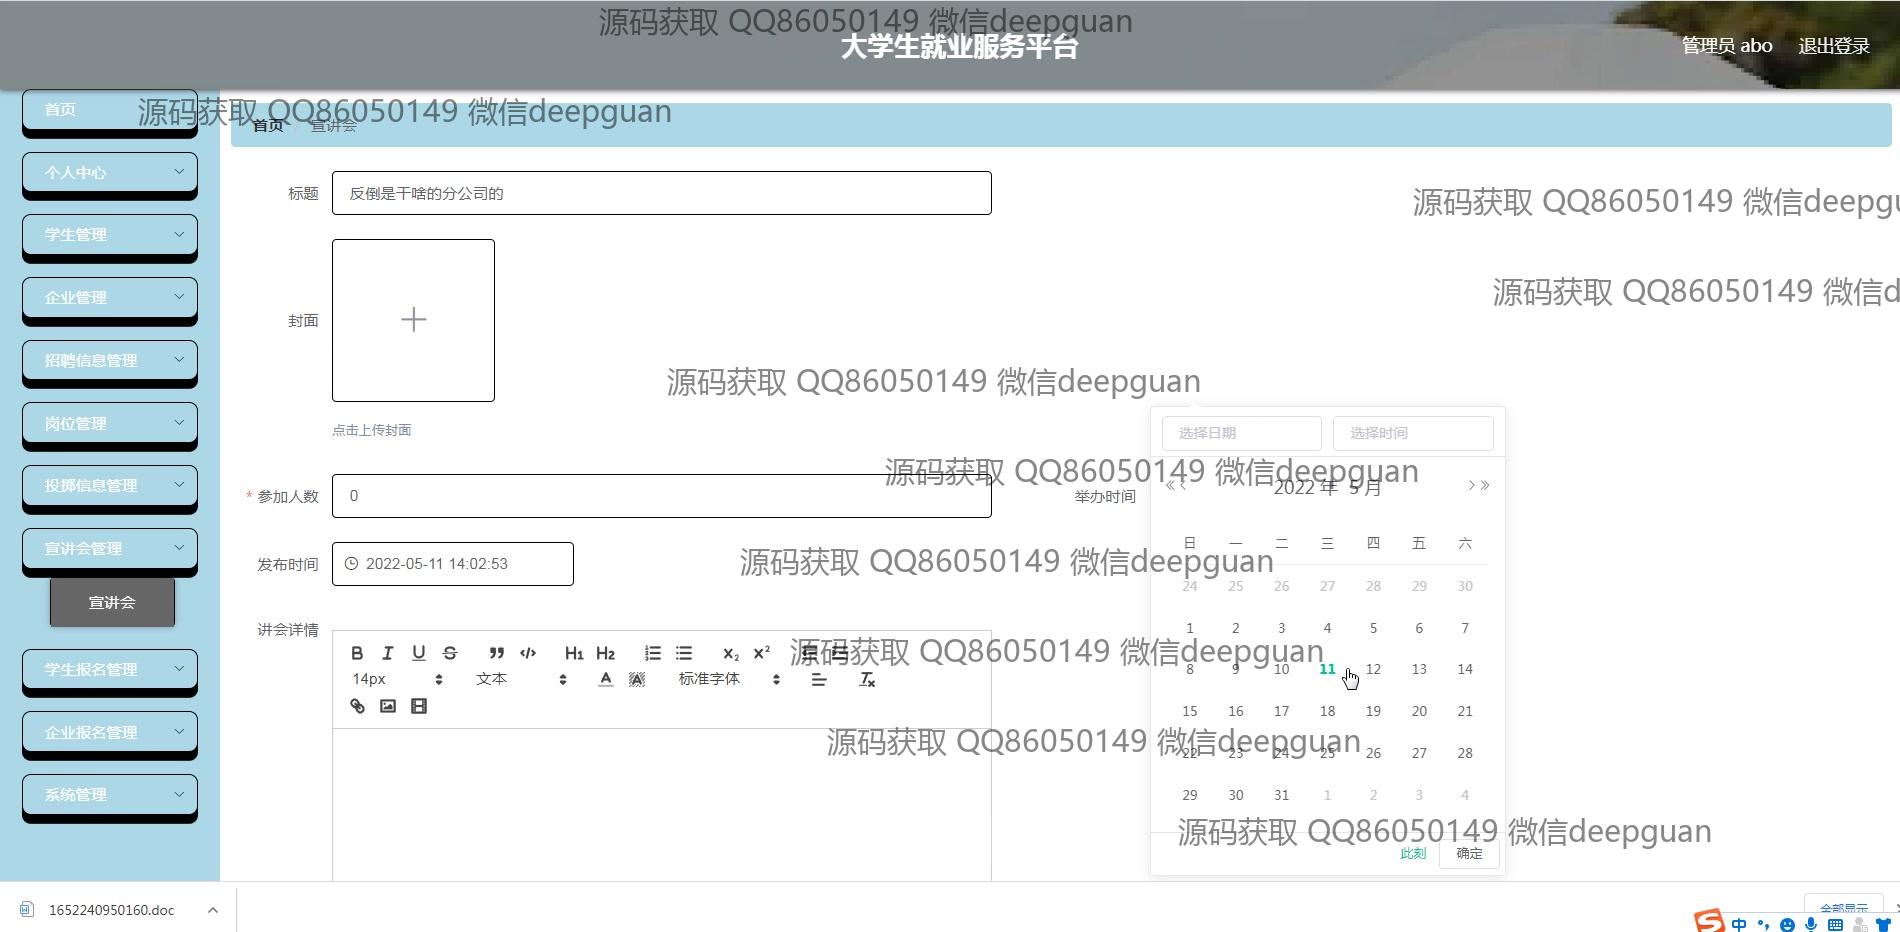 源码获取 QQ86050149 微信deepguan
大学生就业服务平台
管理员 abo
退出登录
首页
源码获取 QQ86050149 微信deepguan
首页 / 宣讲会
个人中心
学生管理
企业管理
招聘信息管理
岗位管理
投掷信息管理
宣讲会管理
宣讲会
学生报名管理
企业报名管理
系统管理
标题
反倒是干啥的分公司的
源码获取 QQ86050149 微信deepgu
源码获取 QQ86050149 微信d
封面
源码获取 QQ86050149 微信deepguan
点击上传封面
选择日期 选择时间
源码获取 QQ86050149 微信deepguan
* 参加人数 0
举办时间
2022 年 5 月
发布时间 2022-05-11 14:02:53
源码获取 QQ86050149 微信deepguan
日 一 二 三 四 五 六
24 25 26 27 28 29 30
1 2 3 4 5 6 7
8 9 10 11 12 13 14
15 16 17 18 19 20 21
22 23 24 25 26 27 28
29 30 31 1 2 3 4
此刻 确定
讲会详情
B I U S H1 H2 X2 X2
源码获取 QQ86050149 微信deepguan
14px 文本 A A 标准字体 Tx
源码获取 QQ86050149 微信deepguan
源码获取 QQ86050149 微信deepguan
1652240950160.doc
全部显示
中